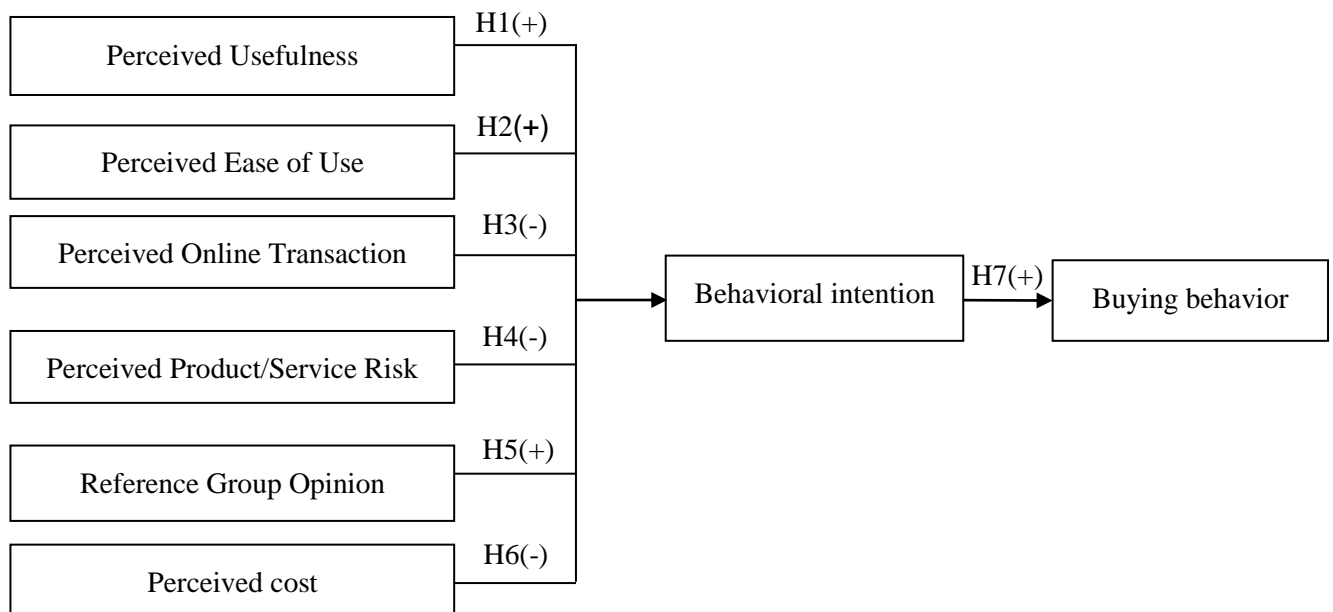 H1(+)
Perceived Usefulness
H2(+)
Perceived Ease of Use
H3(-)
Perceived Online Transaction
H4(-)
Perceived Product/Service Risk
H5(+)
Reference Group Opinion
H6(-)
Perceived cost
Behavioral intention
H7(+)
Buying behavior